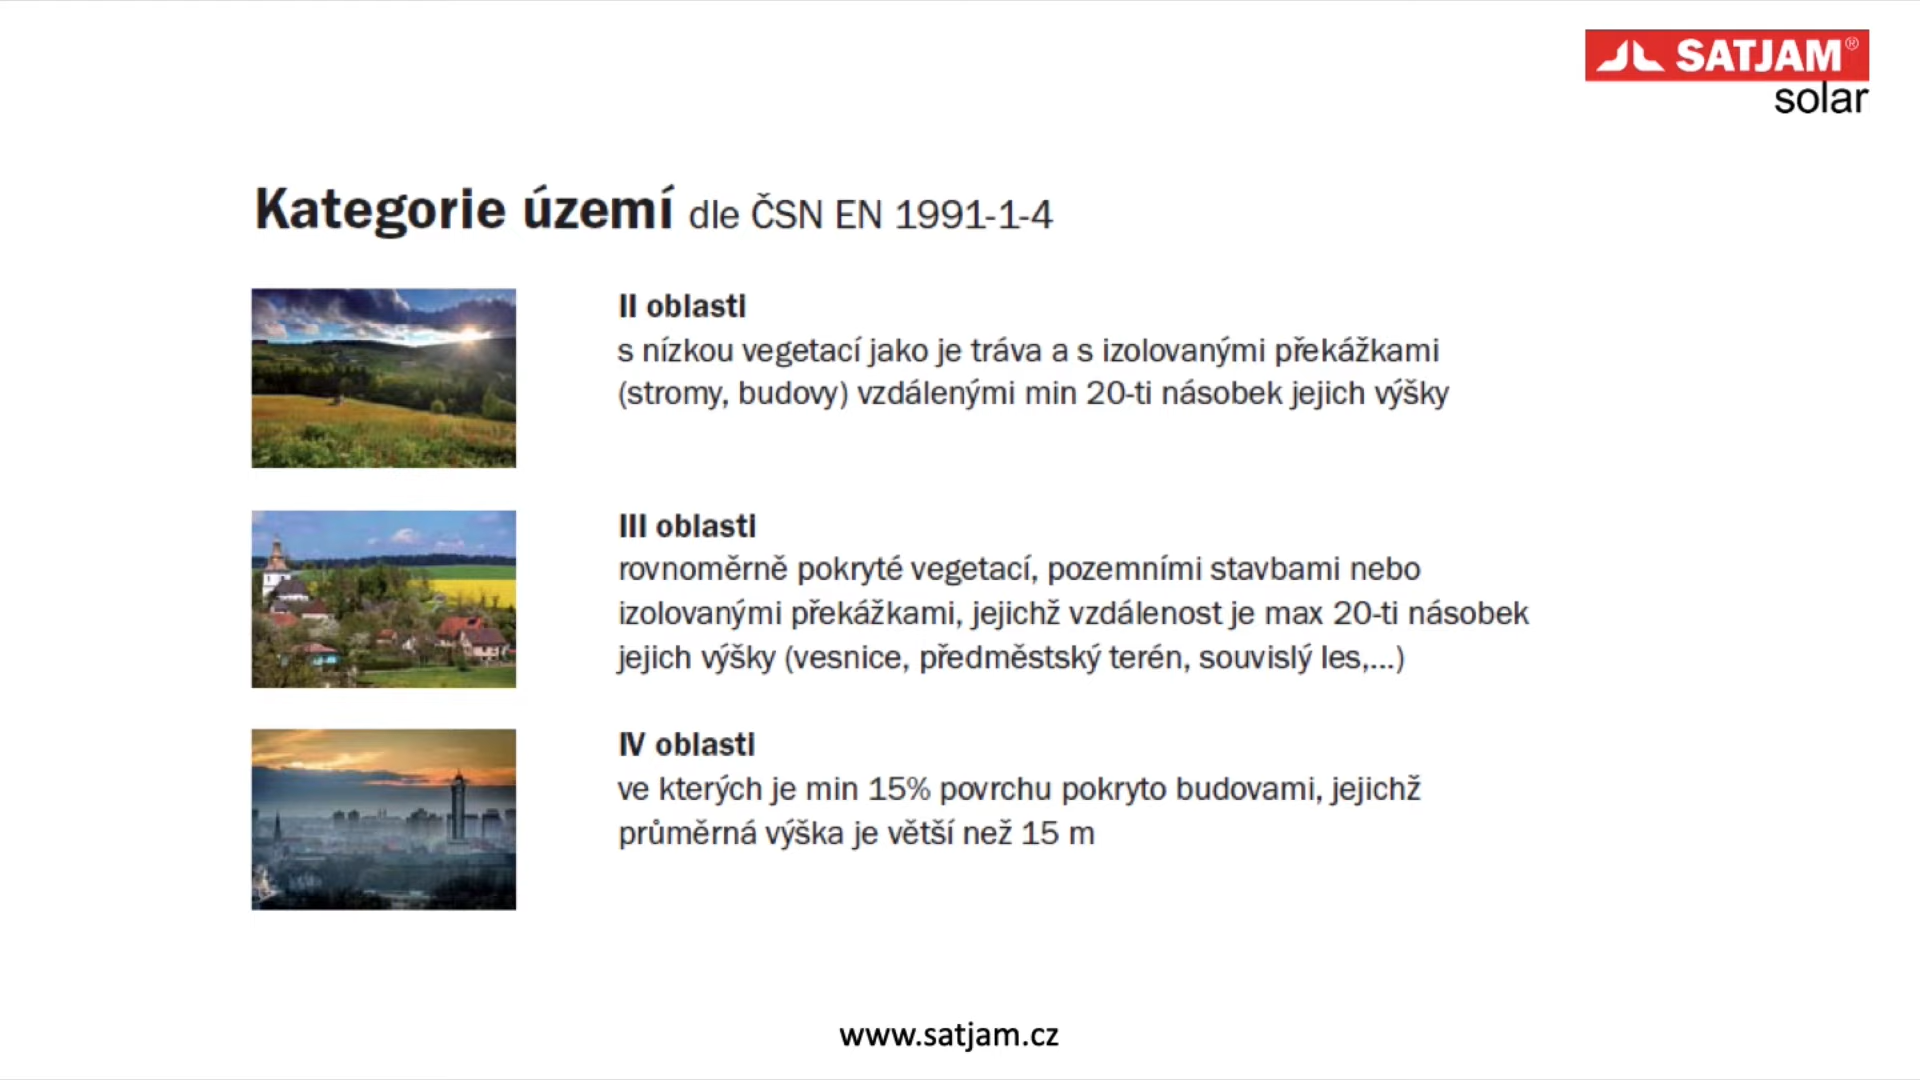 SATJAM®
solar
Kategorie území dle ČSN EN 1991-1-4
II oblasti
s nízkou vegetací jako je tráva a s izolovanými překážkami
(stromy, budovy) vzdálenými min 20-ti násobek jejich výšky
III oblasti
rovnoměrně pokryté vegetací, pozemními stavbami nebo
izolovanými překážkami, jejichž vzdálenost je max 20-ti násobek
jejich výšky (vesnice, předměstský terén, souvislý les,...)
IV oblasti
ve kterých je min 15% povrchu pokryto budovami, jejichž
průměrná výška je větší než 15 m
www.satjam.cz